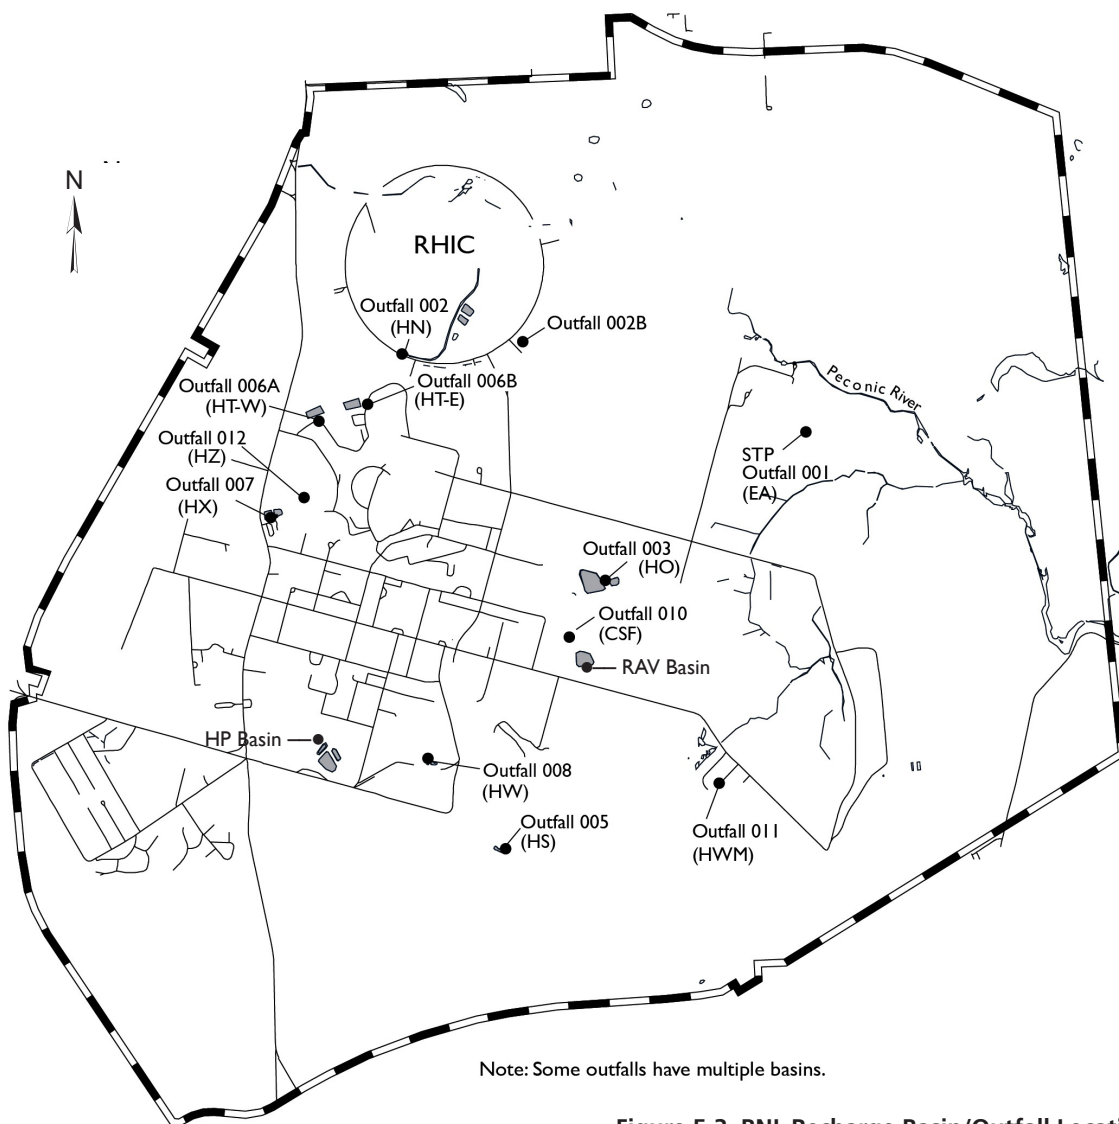 N
RHIC
Outfall 002
(HN)
Outfall 002B
Outfall 006A
(HT-W)
Outfall 006B
(HT-E)
Peconic River
Outfall 012
(HZ)
STP
Outfall 001
(EA)
Outfall 007
(HX)
Outfall 003
(HO)
Outfall 010
(CSF)
RAV Basin
HP Basin
Outfall 008
(HW)
Outfall 005
(HS)
Outfall 011
(HWM)
Note: Some outfalls have multiple basins.